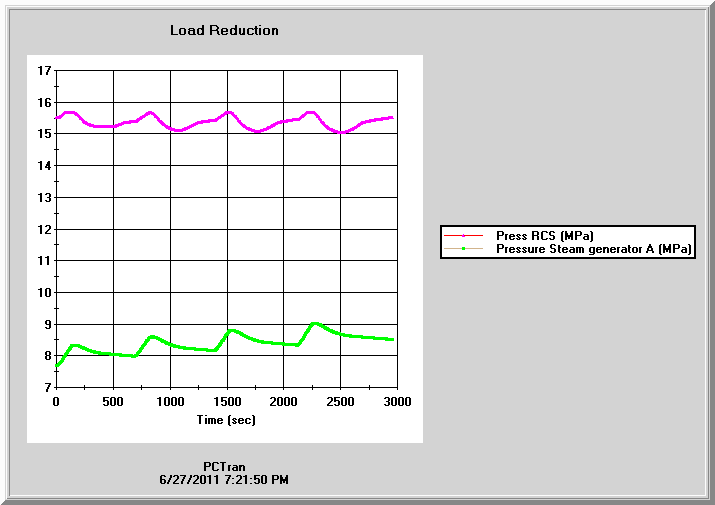 Load Reduction
17
16
15
14
13
12
11
10
9
8
7
0 500 1000 1500 2000 2500 3000
Time (sec)
Press RCS (MPa)
Pressure Steam generator A (MPa)
PCTran
6/27/2011 7:21:50 PM